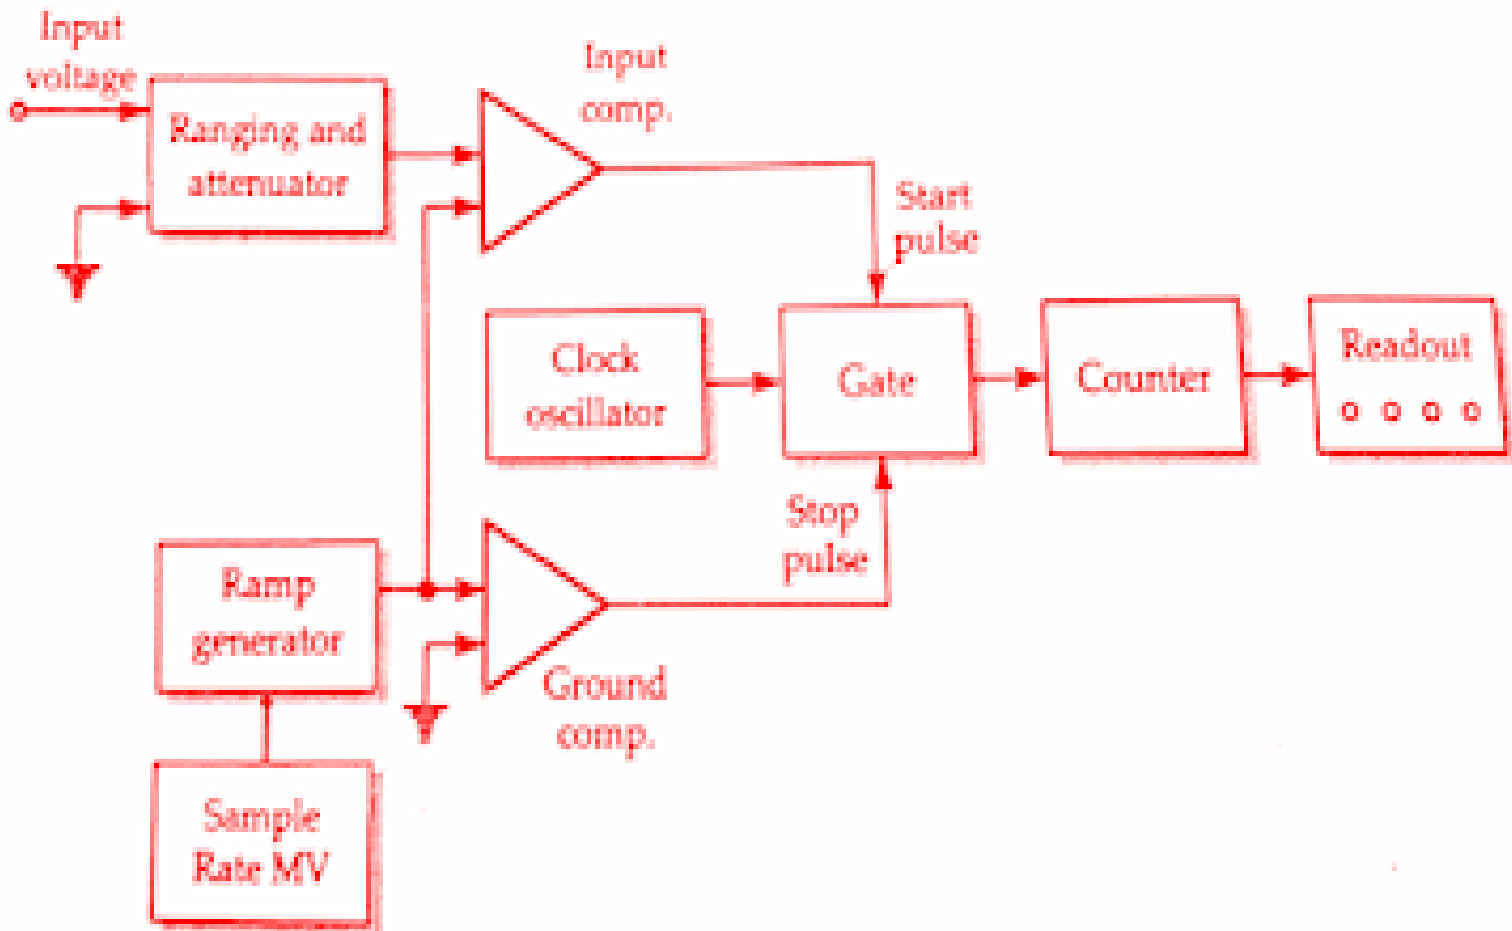 Input
voltage
Ranging and
attenuator
Input
comp.
Start
pulse
Clock
oscillator
Gate
Counter
Readout
Stop
pulse
Ramp
generator
Ground
comp.
Sample
Rate MV